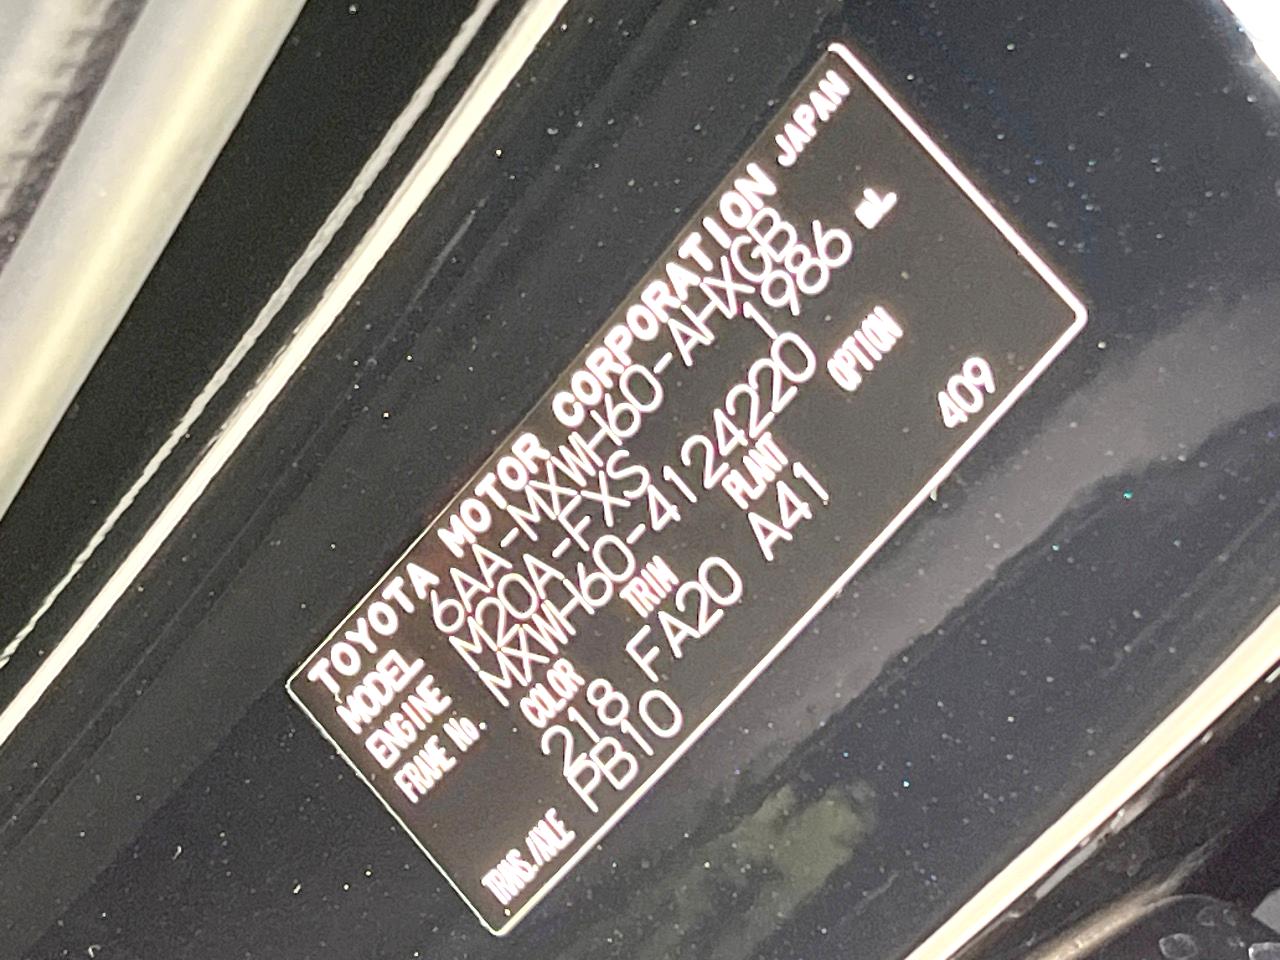 TOYOTA MOTOR CORPORATION JAPAN
MODEL 6AA-MXWH60-AHXGB
ENGINE M20A-FXS 1986 mL
FRAME No. MXWH60-4124220
COLOR TRIM PLANT OPTION
218 FA20 A41 409
TRANS./AXLE PB10